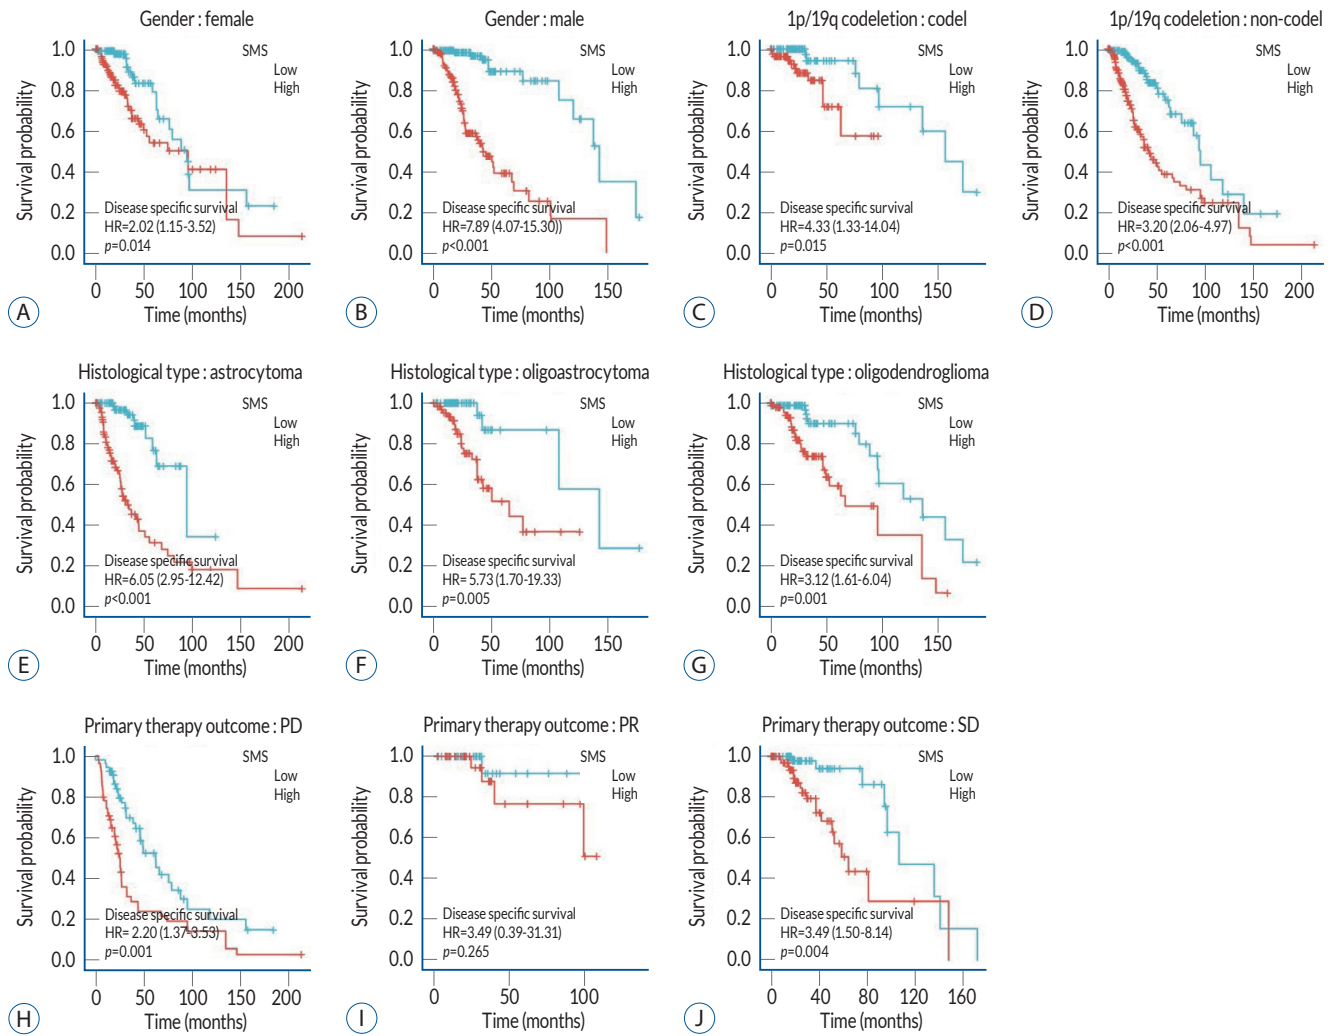 Gender : female
Survival probability
1.0
0.8
0.6
0.4
0.2
0.0
SMS
Low
High
Disease specific survival
HR=2.02 (1.15-3.52)
p=0.014
0 50 100 150 200
Time (months)
A
Gender : male
Survival probability
1.0
0.8
0.6
0.4
0.2
0.0
SMS
Low
High
Disease specific survival
HR=7.89 (4.07-15.30))
p<0.001
0 50 100 150
Time (months)
B
1p/19q codeletion : codel
Survival probability
1.0
0.8
0.6
0.4
0.2
0.0
SMS
Low
High
Disease specific survival
HR=4.33 (1.33-14.04)
p=0.015
0 50 100 150
Time (months)
C
1p/19q codeletion : non-codel
Survival probability
1.0
0.8
0.6
0.4
0.2
0.0
SMS
Low
High
Disease specific survival
HR=3.20 (2.06-4.97)
p<0.001
0 50 100 150 200
Time (months)
D
Histological type : astrocytoma
Survival probability
1.0
0.8
0.6
0.4
0.2
0.0
SMS
Low
High
Disease specific survival
HR=6.05 (2.95-12.42)
p<0.001
0 50 100 150 200
Time (months)
E
Histological type : oligoastrocytoma
Survival probability
1.0
0.8
0.6
0.4
0.2
0.0
SMS
Low
High
Disease specific survival
HR= 5.73 (1.70-19.33)
p=0.005
0 50 100 150
Time (months)
F
Histological type : oligodendroglioma
Survival probability
1.0
0.8
0.6
0.4
0.2
0.0
SMS
Low
High
Disease specific survival
HR=3.12 (1.61-6.04)
p=0.001
0 50 100 150
Time (months)
G
Primary therapy outcome : PD
Survival probability
1.0
0.8
0.6
0.4
0.2
0.0
SMS
Low
High
Disease specific survival
HR= 2.20 (1.37-3.53)
p=0.001
0 50 100 150 200
Time (months)
H
Primary therapy outcome : PR
Survival probability
1.0
0.8
0.6
0.4
0.2
0.0
SMS
Low
High
Disease specific survival
HR=3.49 (0.39-31.31)
p=0.265
0 50 100
Time (months)
I
Primary therapy outcome : SD
Survival probability
1.0
0.8
0.6
0.4
0.2
0.0
SMS
Low
High
Disease specific survival
HR=3.49 (1.50-8.14)
p=0.004
0 40 80 120 160
Time (months)
J